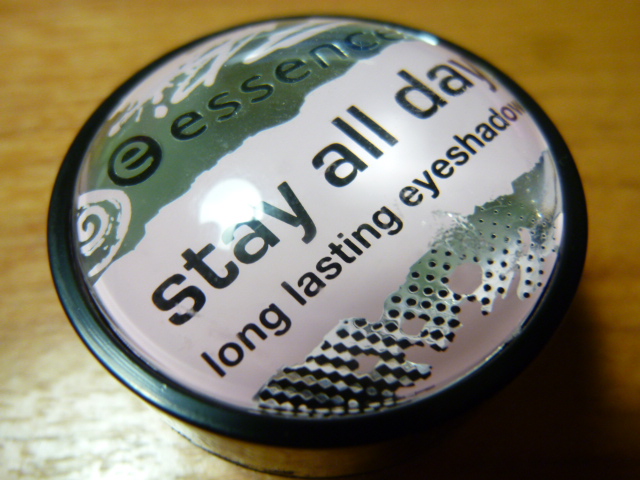 e essence
stay all day
long lasting eyeshadow